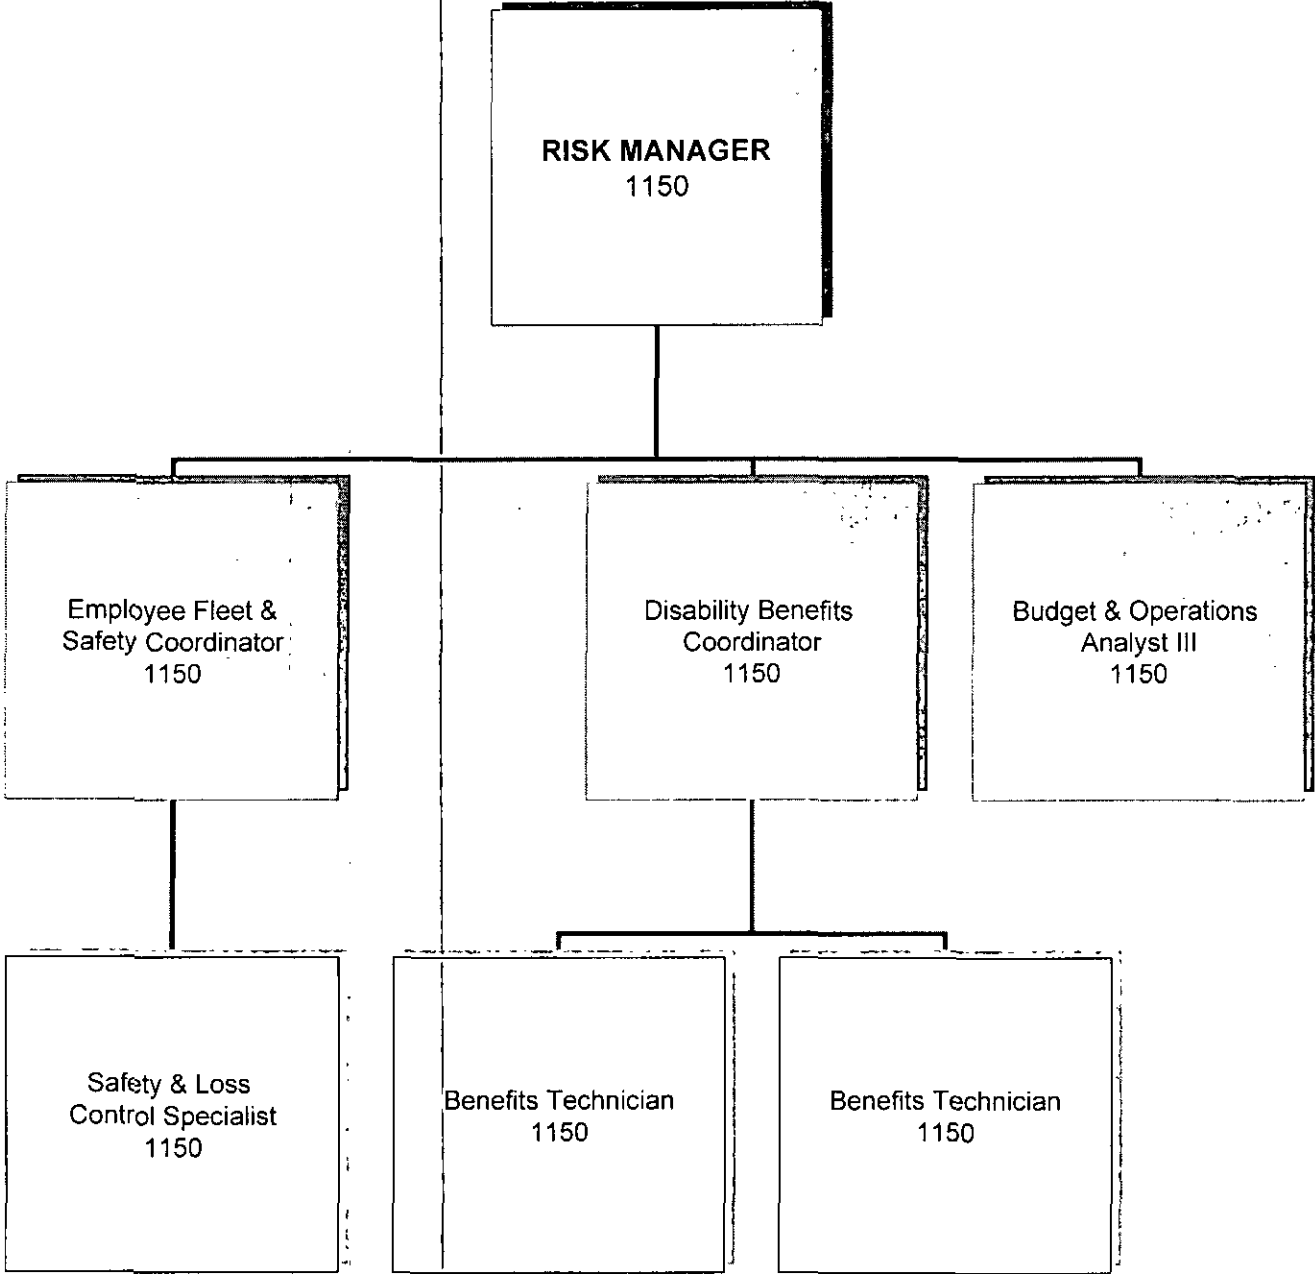 RISK MANAGER
1150
Employee Fleet &
Safety Coordinator
1150
Disability Benefits
Coordinator
1150
Budget & Operations
Analyst III
1150
Safety & Loss
Control Specialist
1150
Benefits Technician
1150
Benefits Technician
1150